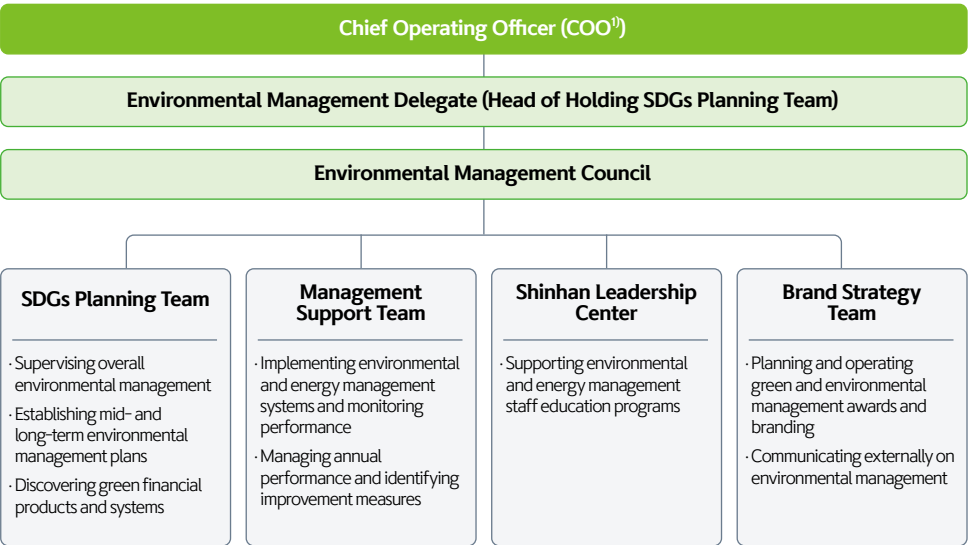 Chief Operating Officer (COO¹⁾)
Environmental Management Delegate (Head of Holding SDGs Planning Team)
Environmental Management Council
SDGs Planning Team
· Supervising overall
environmental management
· Establishing mid- and
long-term environmental
management plans
· Discovering green financial
products and systems
Management
Support Team
· Implementing environmental
and energy management
systems and monitoring
performance
· Managing annual
performance and identifying
improvement measures
Shinhan Leadership
Center
· Supporting environmental
and energy management
staff education programs
Brand Strategy
Team
· Planning and operating
green and environmental
management awards and
branding
· Communicating externally on
environmental management